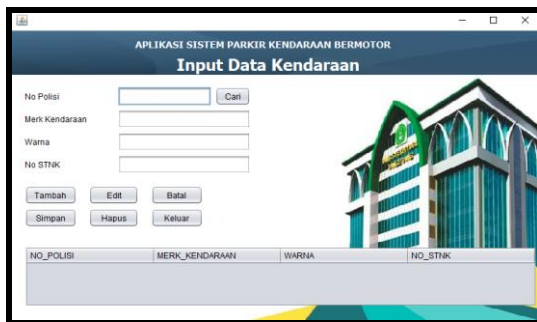 APLIKASI SISTEM PARKIR KENDARAAN BERMOTOR
Input Data Kendaraan
No Polisi
Cari
Merk Kendaraan
Warna
No STNK
Tambah Edit Batal
Simpan Hapus Keluar
NO_POLISI MERK_KENDARAAN WARNA NO_STNK